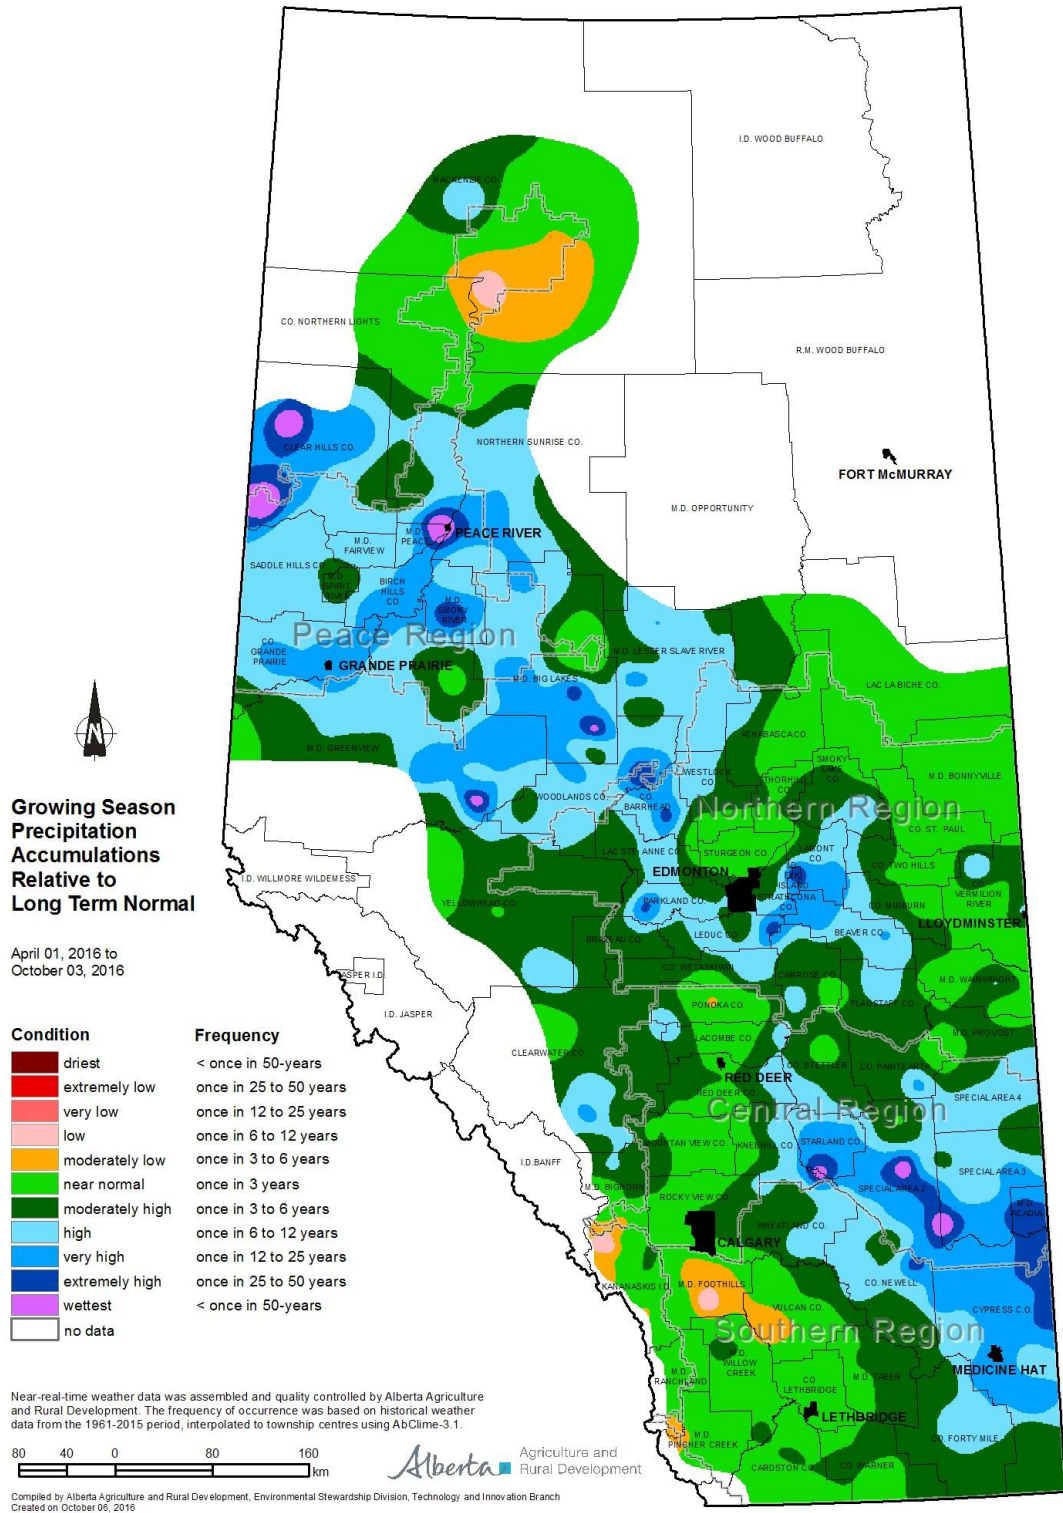 I.D. WOOD BUFFALO
MACKENZIE CO.
CO. NORTHERN LIGHTS
R.M. WOOD BUFFALO
CLEAR HILLS CO.
NORTHERN SUNRISE CO.
FORT McMURRAY
M.D. OPPORTUNITY
M.D.
PEACE
PEACE RIVER
M.D.
FAIRVIEW
SADDLE HILLS CO.
M.D.
SPIRIT
RIVER
BIRCH
HILLS
CO.
M.D.
SMOKY
RIVER
Peace Region
CO.
GRANDE
PRAIRIE
GRANDE PRAIRIE
M.D. LESSER SLAVE RIVER
M.D. BIG LAKES
LAC LA BICHE CO.
M.D. GREENVIEW
ATHABASCA CO.
WESTLOCK
CO.
THORHILD
CO.
SMOKY
LAKE
CO.
M.D. BONNYVILLE
WOODLANDS CO.
CO.
BARRHEAD
Northern Region
CO. ST. PAUL
LAC STE. ANNE CO.
STURGEON CO.
LAMONT
CO.
CO. TWO HILLS
EDMONTON
I.D.
ELK
ISLAND
STRATHCONA
CO.
CO.
VERMILION
RIVER
I.D. WILLMORE WILDERNESS
YELLOWHEAD CO.
PARKLAND CO.
CO. MINBURN
LLOYDMINSTER
BRAZEAU CO.
LEDUC CO.
BEAVER CO.
JASPER I.D.
CO. WETASKIWIN
CAMROSE CO.
M.D. WAINWRIGHT
I.D. JASPER
PONOKA CO.
FLAGSTAFF CO.
LACOMBE CO.
M.D. PROVOST
CLEARWATER CO.
CO. STETTLER
CO. PAINTEARTH
RED DEER
RED DEER CO.
SPECIAL AREA 4
Central Region
MOUNTAIN VIEW CO.
KNEEHILL CO.
STARLAND CO.
I.D. BANFF
SPECIAL AREA 3
M.D. BIGHORN
SPECIAL AREA 2
ROCKY VIEW CO.
M.D.
ACADIA
WHEATLAND CO.
CALGARY
KANANASKIS I.D.
M.D. FOOTHILLS
CO. NEWELL
VULCAN CO.
CYPRESS CO.
Southern Region
M.D.
WILLOW
CREEK
MEDICINE HAT
M.D.
RANCHLAND
CO.
LETHBRIDGE
M.D. TABER
LETHBRIDGE
M.D.
PINCHER CREEK
CO. FORTY MILE
CARDSTON CO.
CO. WARNER
N
Growing Season
Precipitation
Accumulations
Relative to
Long Term Normal
April 01, 2016 to
October 03, 2016
Condition Frequency
driest < once in 50-years
extremely low once in 25 to 50 years
very low once in 12 to 25 years
low once in 6 to 12 years
moderately low once in 3 to 6 years
near normal once in 3 years
moderately high once in 3 to 6 years
high once in 6 to 12 years
very high once in 12 to 25 years
extremely high once in 25 to 50 years
wettest < once in 50-years
no data
Near-real-time weather data was assembled and quality controlled by Alberta Agriculture
and Rural Development. The frequency of occurrence was based on historical weather
data from the 1961-2015 period, interpolated to township centres using AbClime-3.1.
80 40 0 80 160
km
Alberta Agriculture and
Rural Development
Compiled by Alberta Agriculture and Rural Development, Environmental Stewardship Division, Technology and Innovation Branch
Created on October 06, 2016